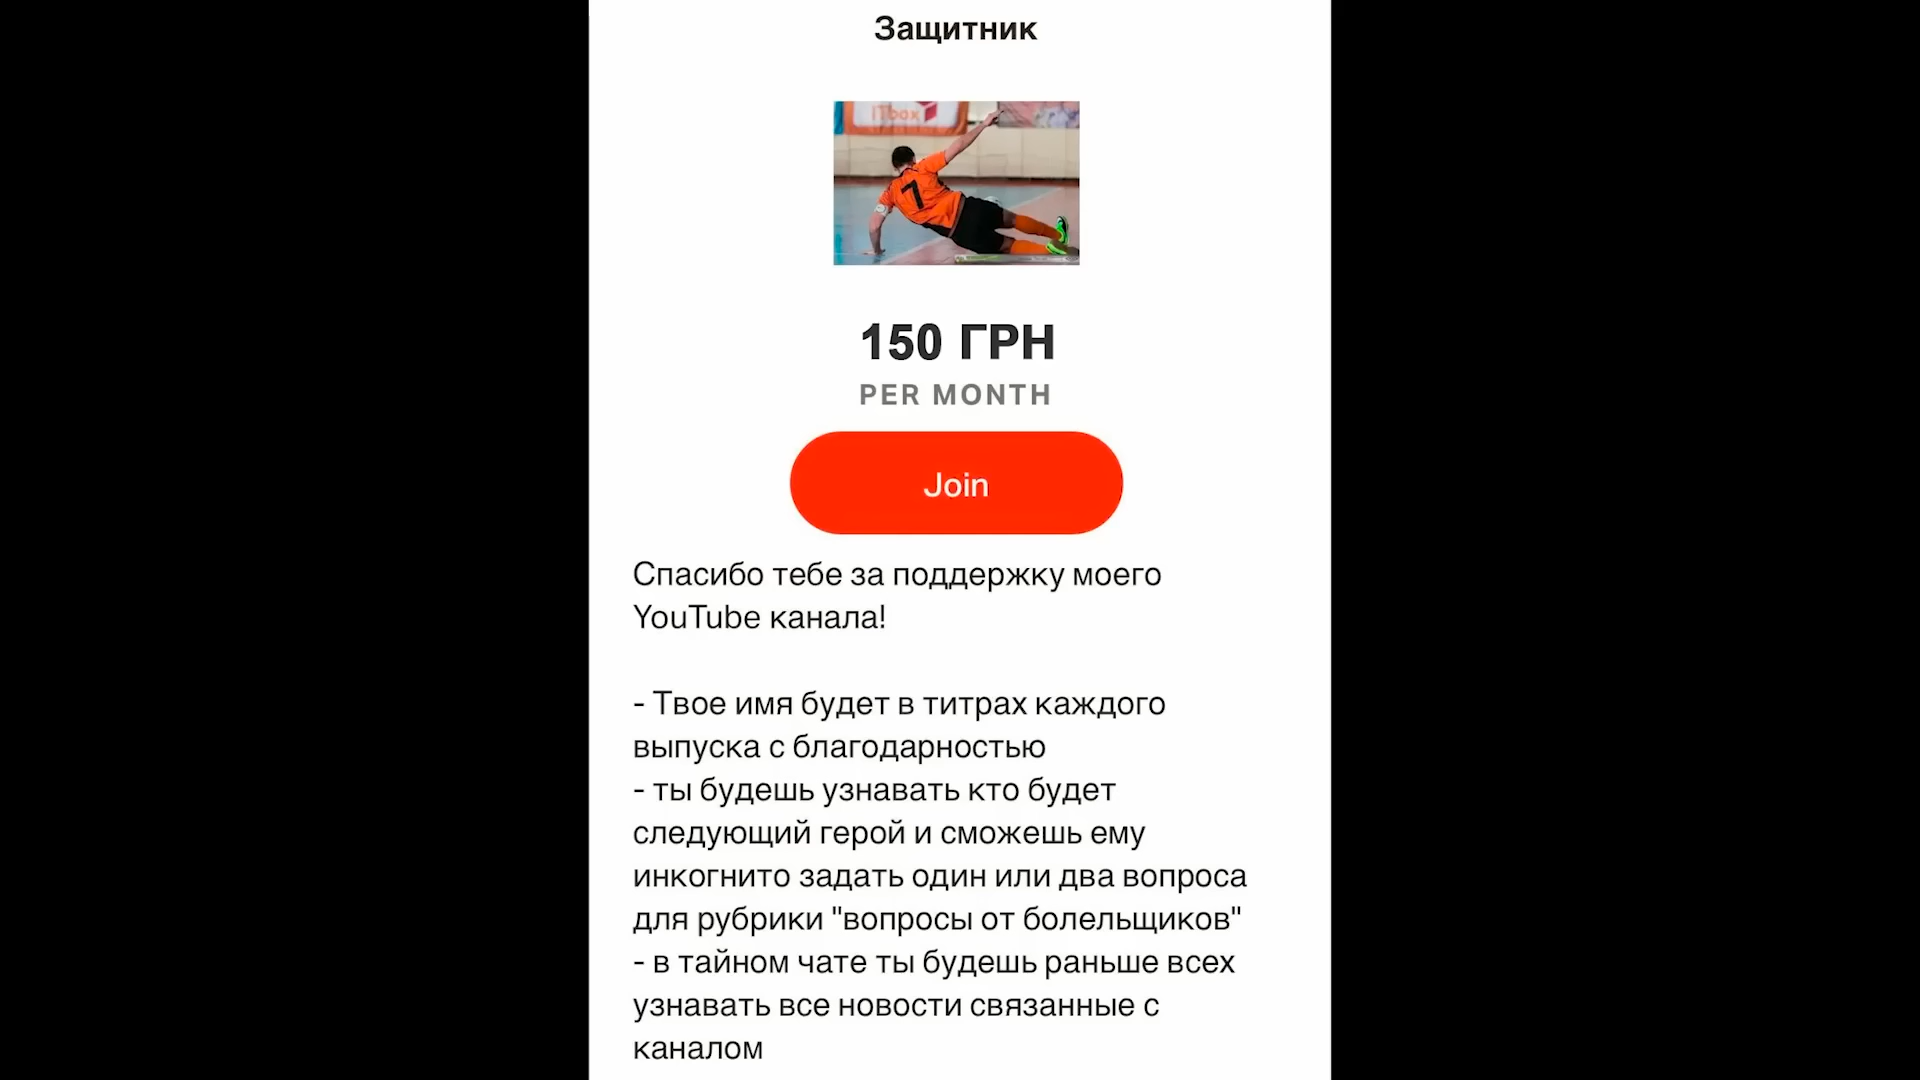 Защитник
iTbox
7
150 ГРН
PER MONTH
Join
Спасибо тебе за поддержку моего
YouTube канала!
- Твое имя будет в титрах каждого
выпуска с благодарностью
- ты будешь узнавать кто будет
следующий герой и сможешь ему
инкогнито задать один или два вопроса
для рубрики "вопросы от болельщиков"
- в тайном чате ты будешь раньше всех
узнавать все новости связанные с
каналом